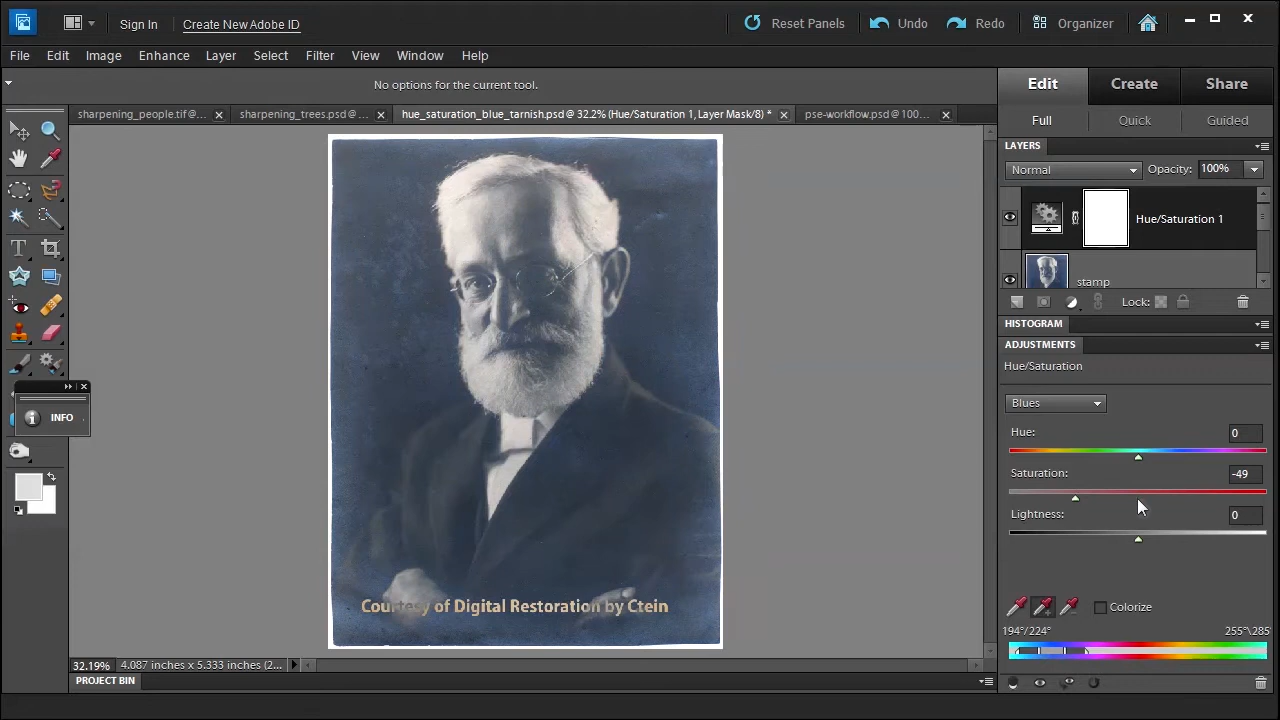 Sign In
Create New Adobe ID
Reset Panels
Undo
Redo
Organizer
File Edit Image Enhance Layer Select Filter View Window Help
No options for the current tool.
Edit Create Share
sharpening_people.tif@... sharpening_trees.psd@ ... hue_saturation_blue_tarnish.psd@ 32.2% (Hue/Saturation 1, Layer Mask/8) * pse-workflow.psd@ 100...
Full Quick Guided
LAYERS
Normal Opacity: 100%
Hue/Saturation 1
stamp
Lock:
HISTOGRAM
ADJUSTMENTS
Hue/Saturation
Blues
Hue: 0
Saturation: -49
Lightness: 0
INFO
T
Courtesy of Digital Restoration by Ctein
Colorize
194°/224° 255°\285
32.19% 4.087 inches x 5.333 inches (2...
PROJECT BIN